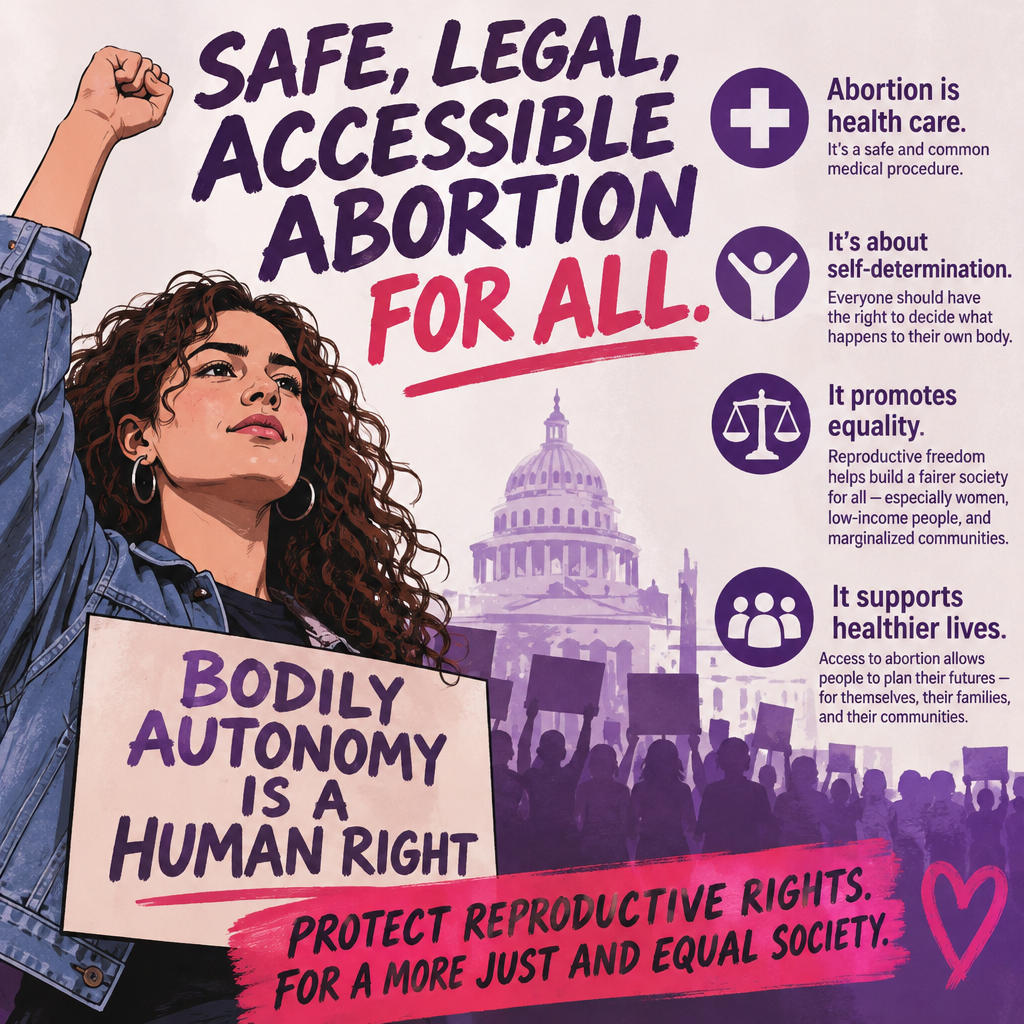 SAFE, LEGAL,
ACCESSIBLE
ABORTION
FOR ALL.
Abortion is
health care.
It's a safe and common
medical procedure.
It's about
self-determination.
Everyone should have
the right to decide what
happens to their own body.
It promotes
equality.
Reproductive freedom
helps build a fairer society
for all – especially women,
low-income people, and
marginalized communities.
It supports
healthier lives.
Access to abortion allows
people to plan their futures –
for themselves, their families,
and their communities.
BODILY
AUTONOMY
IS A
HUMAN RIGHT
PROTECT REPRODUCTIVE RIGHTS.
FOR A MORE JUST AND EQUAL SOCIETY.